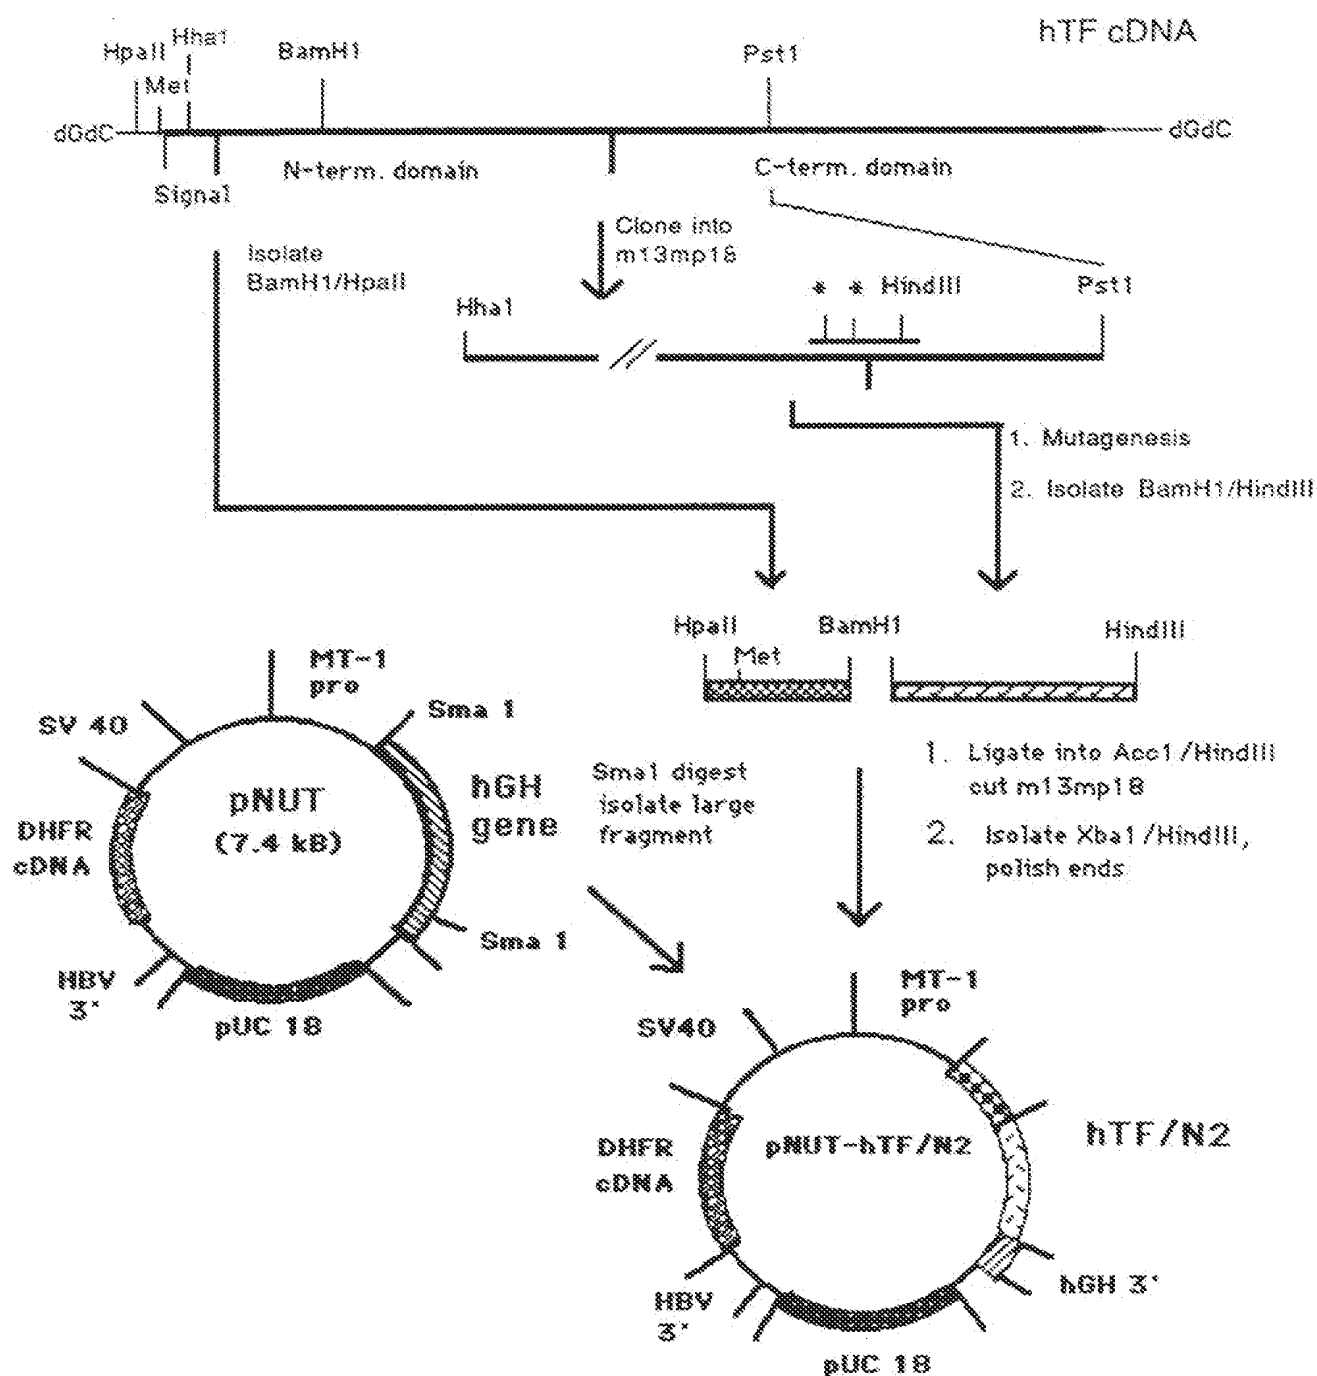 hTF cDNA
HpaII
Hha1
BamH1
Pst1
Met
dGdC
dGdC
Signal
N-term. domain
C-term. domain
Isolate
BamH1/HpaII
Clone into
m13mp18
Hha1
* * HindIII
Pst1
1. Mutagenesis
2. Isolate BamH1/HindIII
HpaII
BamH1
HindIII
Met
MT-1
pro
SV 40
Sma 1
pNUT
(7.4 kB)
hGH
gene
DHFR
cDNA
Sma 1
HBV
3'
pUC 18
Sma1 digest
isolate large
fragment
1. Ligate into Acc1/HindIII
cut m13mp18
2. Isolate Xba1/HindIII,
polish ends
MT-1
pro
SV40
pNUT-hTF/N2
hTF/N2
DHFR
cDNA
HBV
3'
hGH 3'
pUC 18